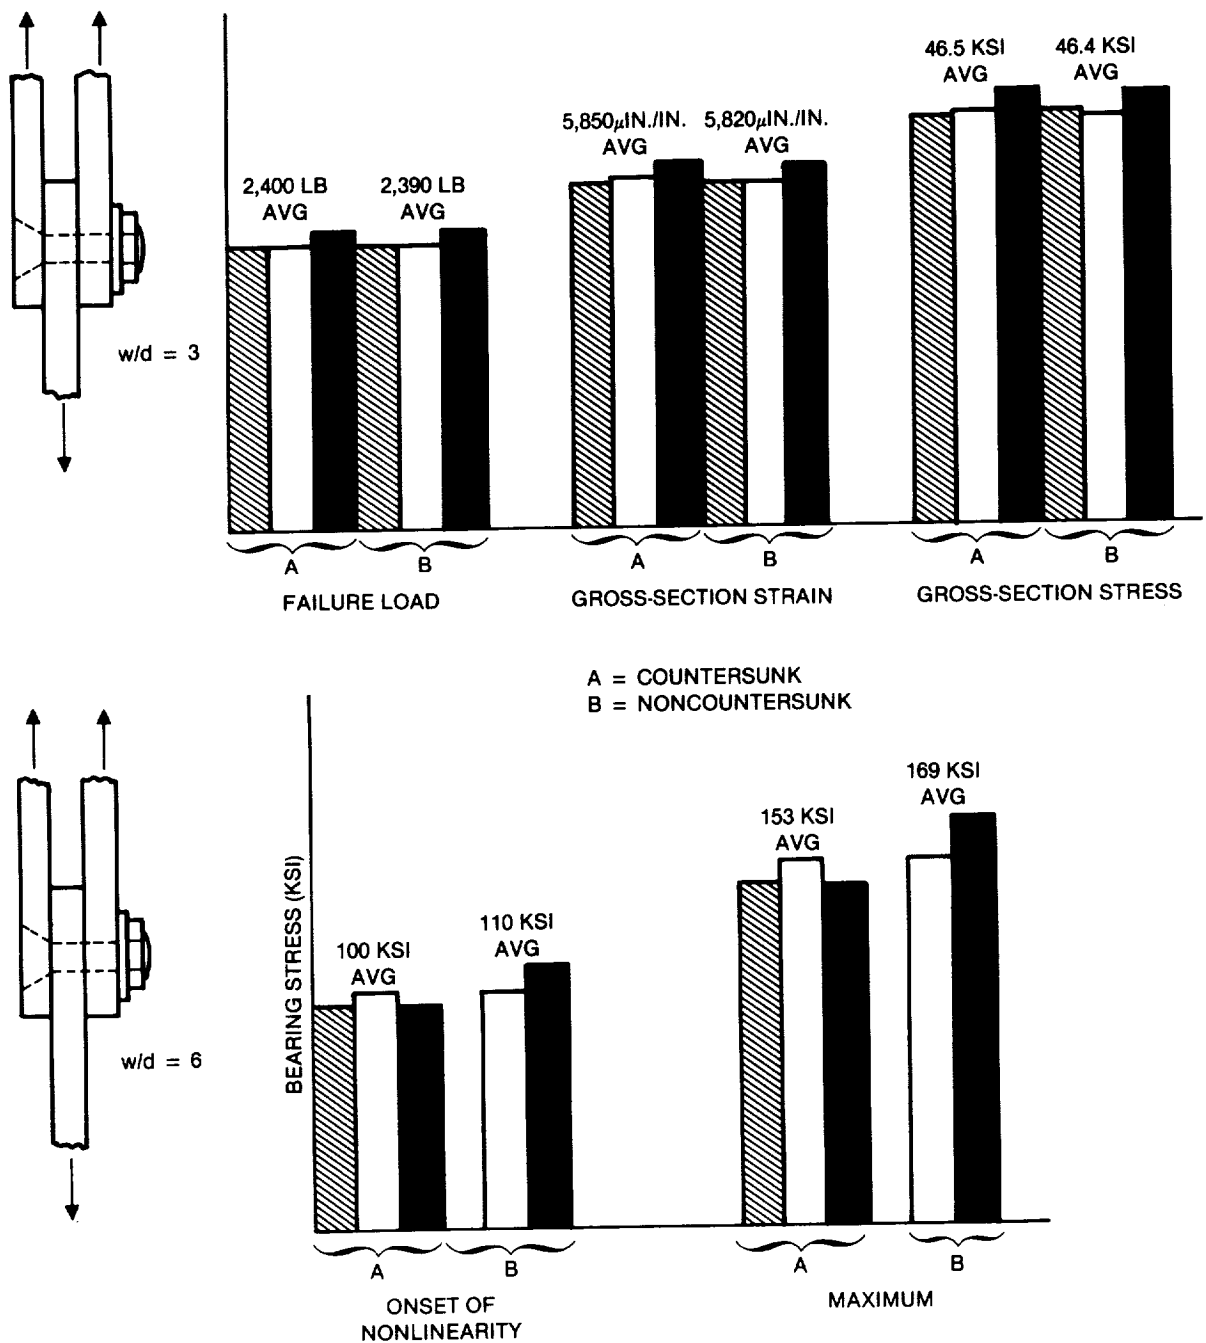 46.5 KSI
AVG
46.4 KSI
AVG
5,850μIN./IN.
AVG
5,820μIN./IN.
AVG
2,400 LB
AVG
2,390 LB
AVG
w/d = 3
A
B
FAILURE LOAD
A
B
GROSS-SECTION STRAIN
A
B
GROSS-SECTION STRESS
A = COUNTERSUNK
B = NONCOUNTERSUNK
BEARING STRESS (KSI)
100 KSI
AVG
110 KSI
AVG
153 KSI
AVG
169 KSI
AVG
w/d = 6
A
B
ONSET OF
NONLINEARITY
A
B
MAXIMUM